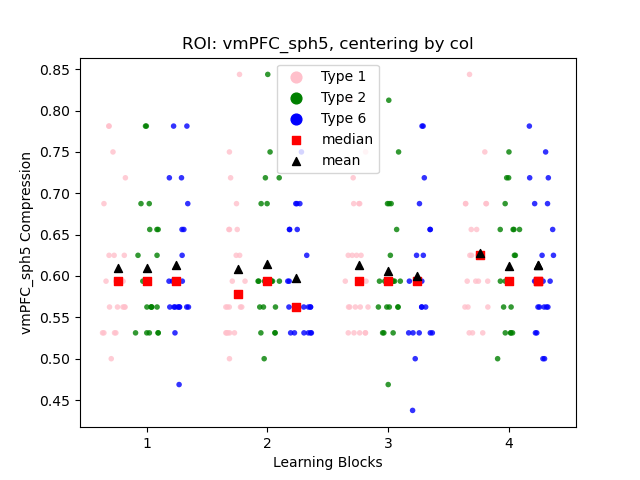 ROI: vmPFC_sph5, centering by col
Type 1
Type 2
Type 6
median
mean
vmPFC_sph5 Compression
0.85
0.80
0.75
0.70
0.65
0.60
0.55
0.50
0.45
1 2 3 4
Learning Blocks